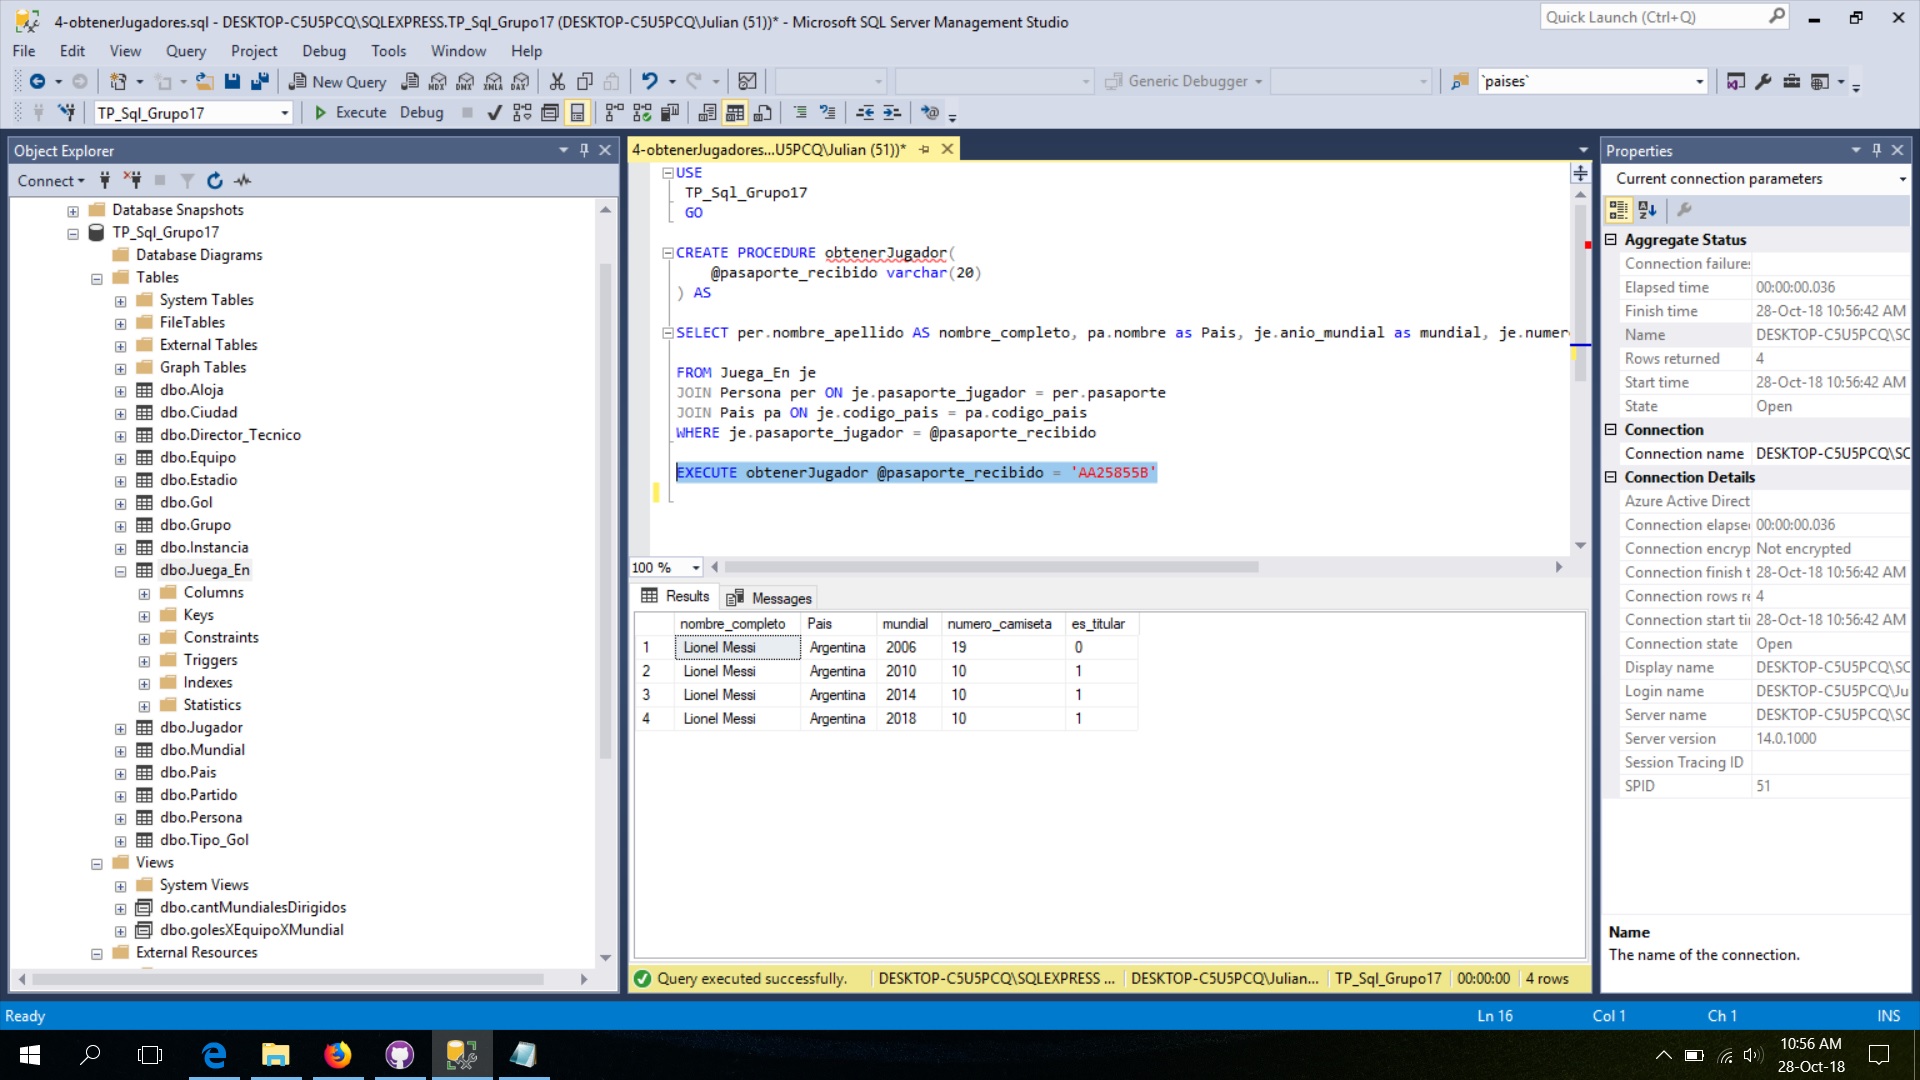 4-obtenerJugadores.sql - DESKTOP-C5U5PCQ\SQLEXPRESS.TP_Sql_Grupo17 (DESKTOP-C5U5PCQ\Julian (51))* - Microsoft SQL Server Management Studio
Quick Launch (Ctrl+Q)
File Edit View Query Project Debug Tools Window Help
New Query
MDX DMX XMLA DAX
Generic Debugger
`paises`
TP_Sql_Grupo17
Execute Debug
Object Explorer
Connect
Database Snapshots
TP_Sql_Grupo17
Database Diagrams
Tables
System Tables
FileTables
External Tables
Graph Tables
dbo.Aloja
dbo.Ciudad
dbo.Director_Tecnico
dbo.Equipo
dbo.Estadio
dbo.Gol
dbo.Grupo
dbo.Instancia
dbo.Juega_En
Columns
Keys
Constraints
Triggers
Indexes
Statistics
dbo.Jugador
dbo.Mundial
dbo.Pais
dbo.Partido
dbo.Persona
dbo.Tipo_Gol
Views
System Views
dbo.cantMundialesDirigidos
dbo.golesXEquipoXMundial
External Resources
4-obtenerJugadores...U5PCQ\Julian (51))*
USE
TP_Sql_Grupo17
GO
CREATE PROCEDURE obtenerJugador(
@pasaporte_recibido varchar(20)
) AS
SELECT per.nombre_apellido AS nombre_completo, pa.nombre as Pais, je.anio_mundial as mundial, je.numer
FROM Juega_En je
JOIN Persona per ON je.pasaporte_jugador = per.pasaporte
JOIN Pais pa ON je.codigo_pais = pa.codigo_pais
WHERE je.pasaporte_jugador = @pasaporte_recibido
EXECUTE obtenerJugador @pasaporte_recibido = 'AA25855B'
100 %
Results Messages
nombre_completo Pais mundial numero_camiseta es_titular
1 Lionel Messi Argentina 2006 19 0
2 Lionel Messi Argentina 2010 10 1
3 Lionel Messi Argentina 2014 10 1
4 Lionel Messi Argentina 2018 10 1
Query executed successfully. DESKTOP-C5U5PCQ\SQLEXPRESS ... DESKTOP-C5U5PCQ\Julian... TP_Sql_Grupo17 00:00:00 4 rows
Properties
Current connection parameters
Aggregate Status
Connection failures
Elapsed time 00:00:00.036
Finish time 28-Oct-18 10:56:42 AM
Name DESKTOP-C5U5PCQ\SC
Rows returned 4
Start time 28-Oct-18 10:56:42 AM
State Open
Connection
Connection name DESKTOP-C5U5PCQ\SC
Connection Details
Azure Active Direct
Connection elapse 00:00:00.036
Connection encryp Not encrypted
Connection finish t 28-Oct-18 10:56:42 AM
Connection rows re 4
Connection start ti 28-Oct-18 10:56:42 AM
Connection state Open
Display name DESKTOP-C5U5PCQ\SC
Login name DESKTOP-C5U5PCQ\Ju
Server name DESKTOP-C5U5PCQ\SC
Server version 14.0.1000
Session Tracing ID
SPID 51
Name
The name of the connection.
Ready Ln 16 Col 1 Ch 1 INS
10:56 AM
28-Oct-18